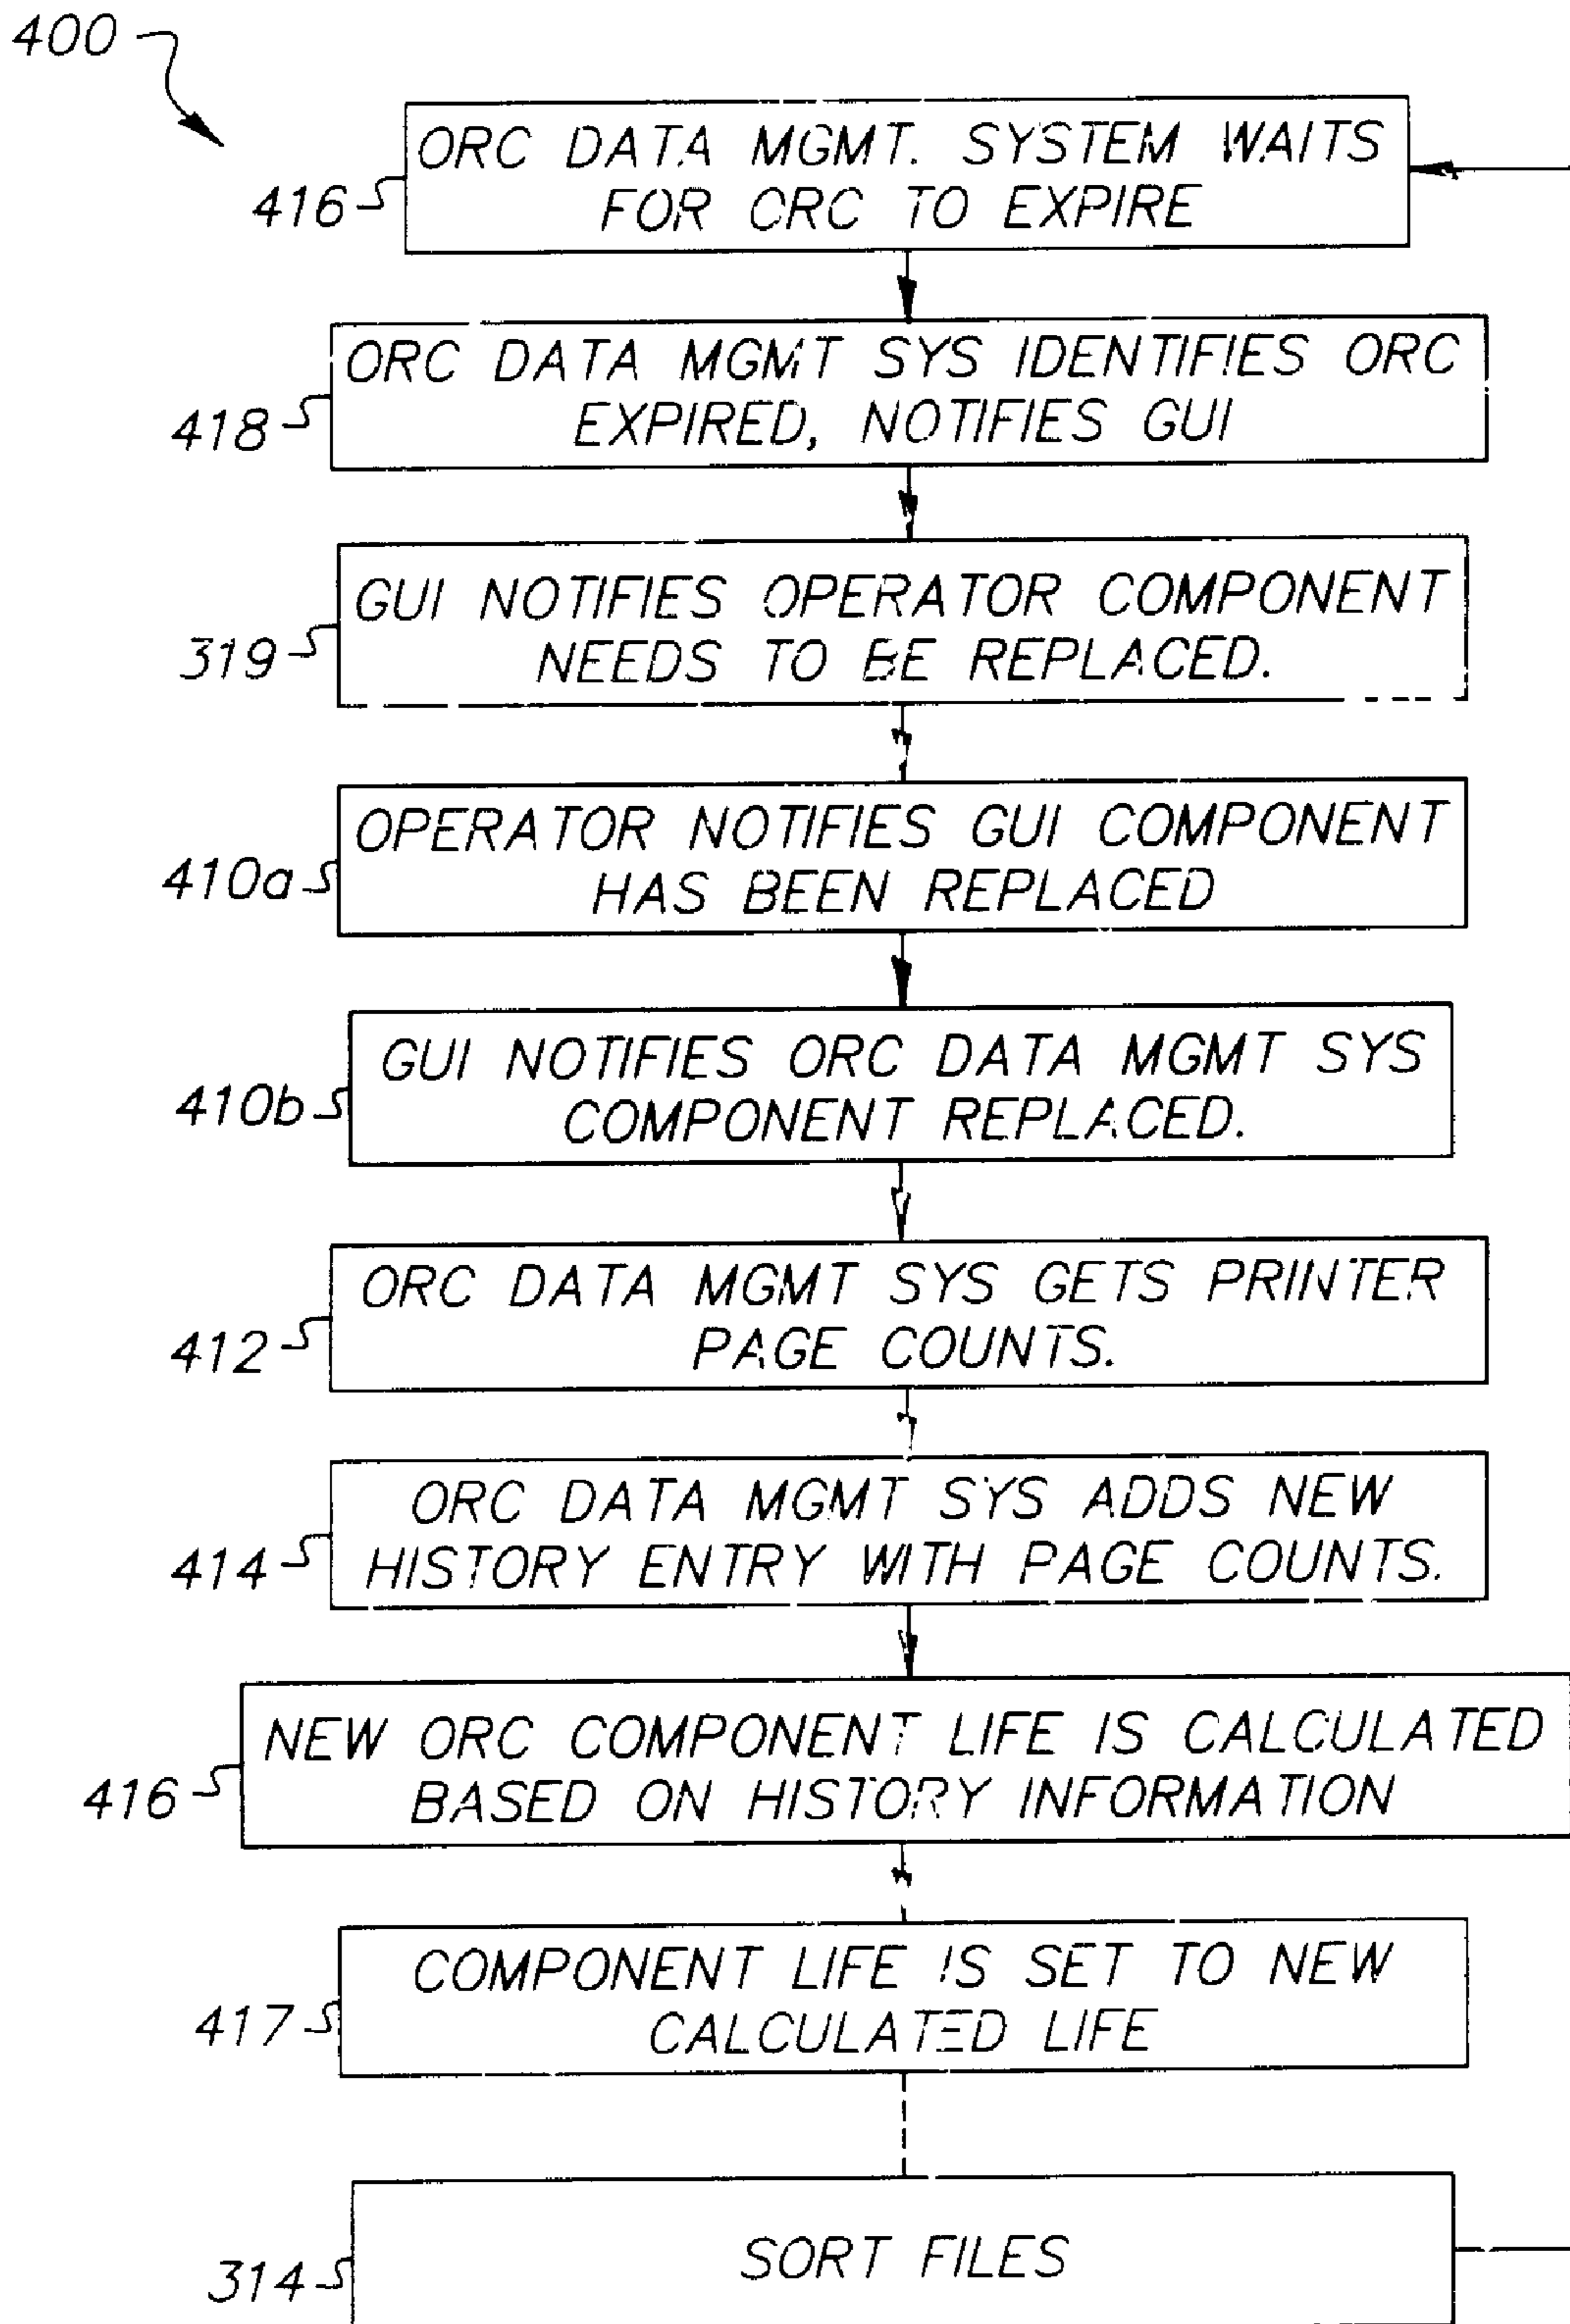 400
ORC DATA MGMT. SYSTEM WAITS
FOR CRC TO EXPIRE
416
ORC DATA MGMT SYS IDENTIFIES ORC
EXPIRED, NOTIFIES GUI
418
GUI NOTIFIES OPERATOR COMPONENT
NEEDS TO BE REPLACED.
319
OPERATOR NOTIFIES GUI COMPONENT
HAS BEEN REPLACED
410a
GUI NOTIFIES ORC DATA MGMT SYS
COMPONENT REPLACED.
410b
ORC DATA MGMT SYS GETS PRINTER
PAGE COUNTS.
412
ORC DATA MGMT SYS ADDS NEW
HISTORY ENTRY WITH PAGE COUNTS.
414
NEW ORC COMPONENT LIFE IS CALCULATED
BASED ON HISTORY INFORMATION
416
COMPONENT LIFE IS SET TO NEW
CALCULATED LIFE
417
SORT FILES
314